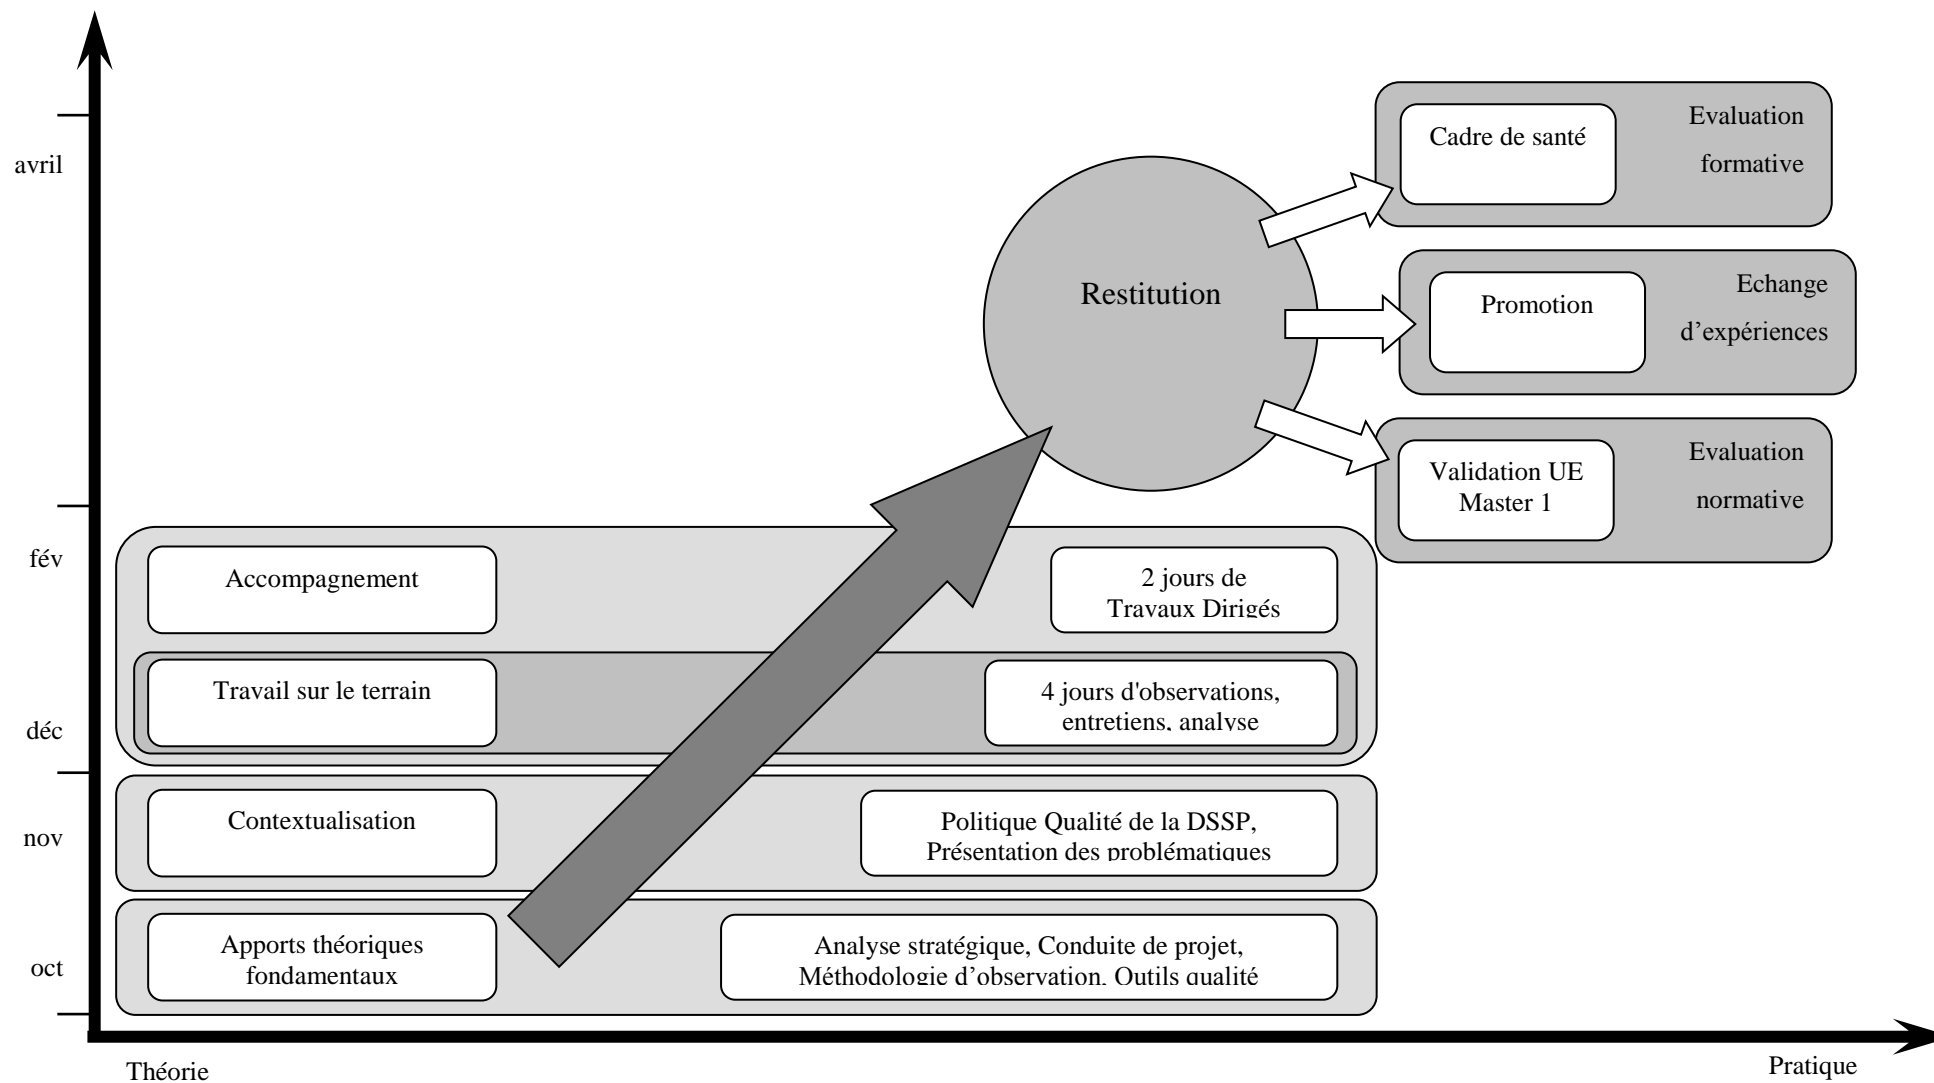 avril
fév
déc
nov
oct
Théorie
Pratique
Restitution
Cadre de santé
Evaluation
formative
Promotion
Echange
d’expériences
Validation UE
Master 1
Evaluation
normative
Accompagnement
2 jours de
Travaux Dirigés
Travail sur le terrain
4 jours d'observations,
entretiens, analyse
Contextualisation
Politique Qualité de la DSSP,
Présentation des problématiques
Apports théoriques
fondamentaux
Analyse stratégique, Conduite de projet,
Méthodologie d’observation, Outils qualité